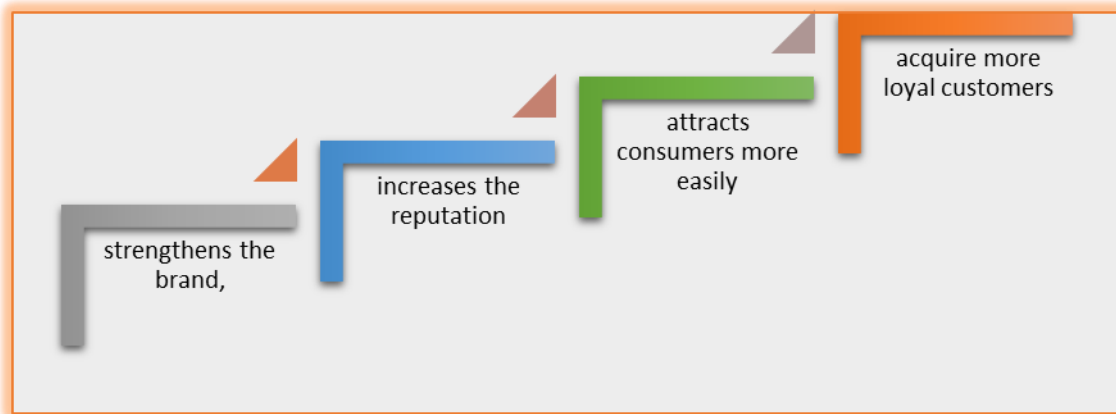 strengthens the
brand,
increases the
reputation
attracts
consumers more
easily
acquire more
loyal customers